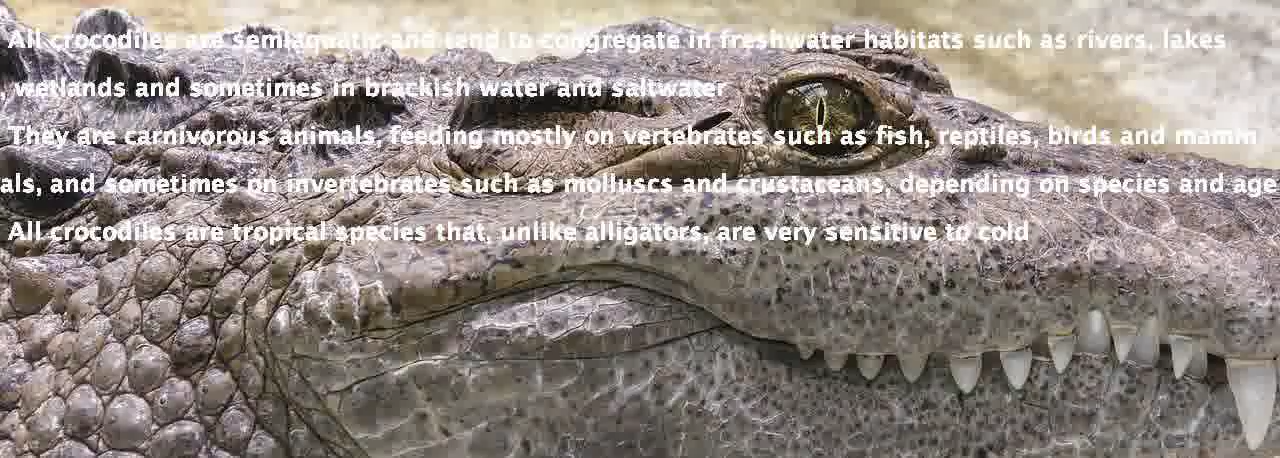 All crocodiles are semiaquatic and tend to congregate in freshwater habitats such as rivers, lakes
, wetlands and sometimes in brackish water and saltwater
They are carnivorous animals, feeding mostly on vertebrates such as fish, reptiles, birds and mamm
als, and sometimes on invertebrates such as molluscs and crustaceans, depending on species and age
All crocodiles are tropical species that, unlike alligators, are very sensitive to cold